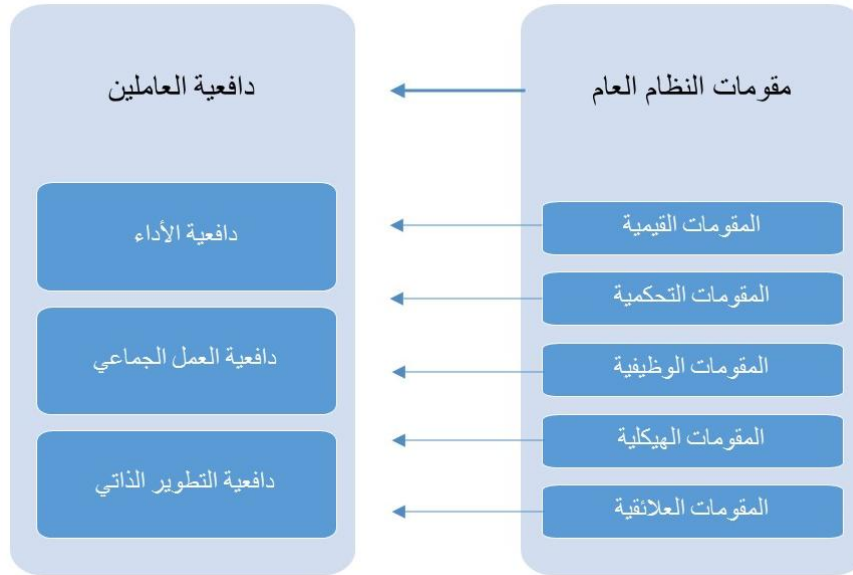 مقومات النظام العام
دافعية العاملين
المقومات القيمية
المقومات التحكمية
المقومات الوظيفية
المقومات الهيكلية
المقومات العلائقية
دافعية الأداء
دافعية العمل الجماعي
دافعية التطوير الذاتي